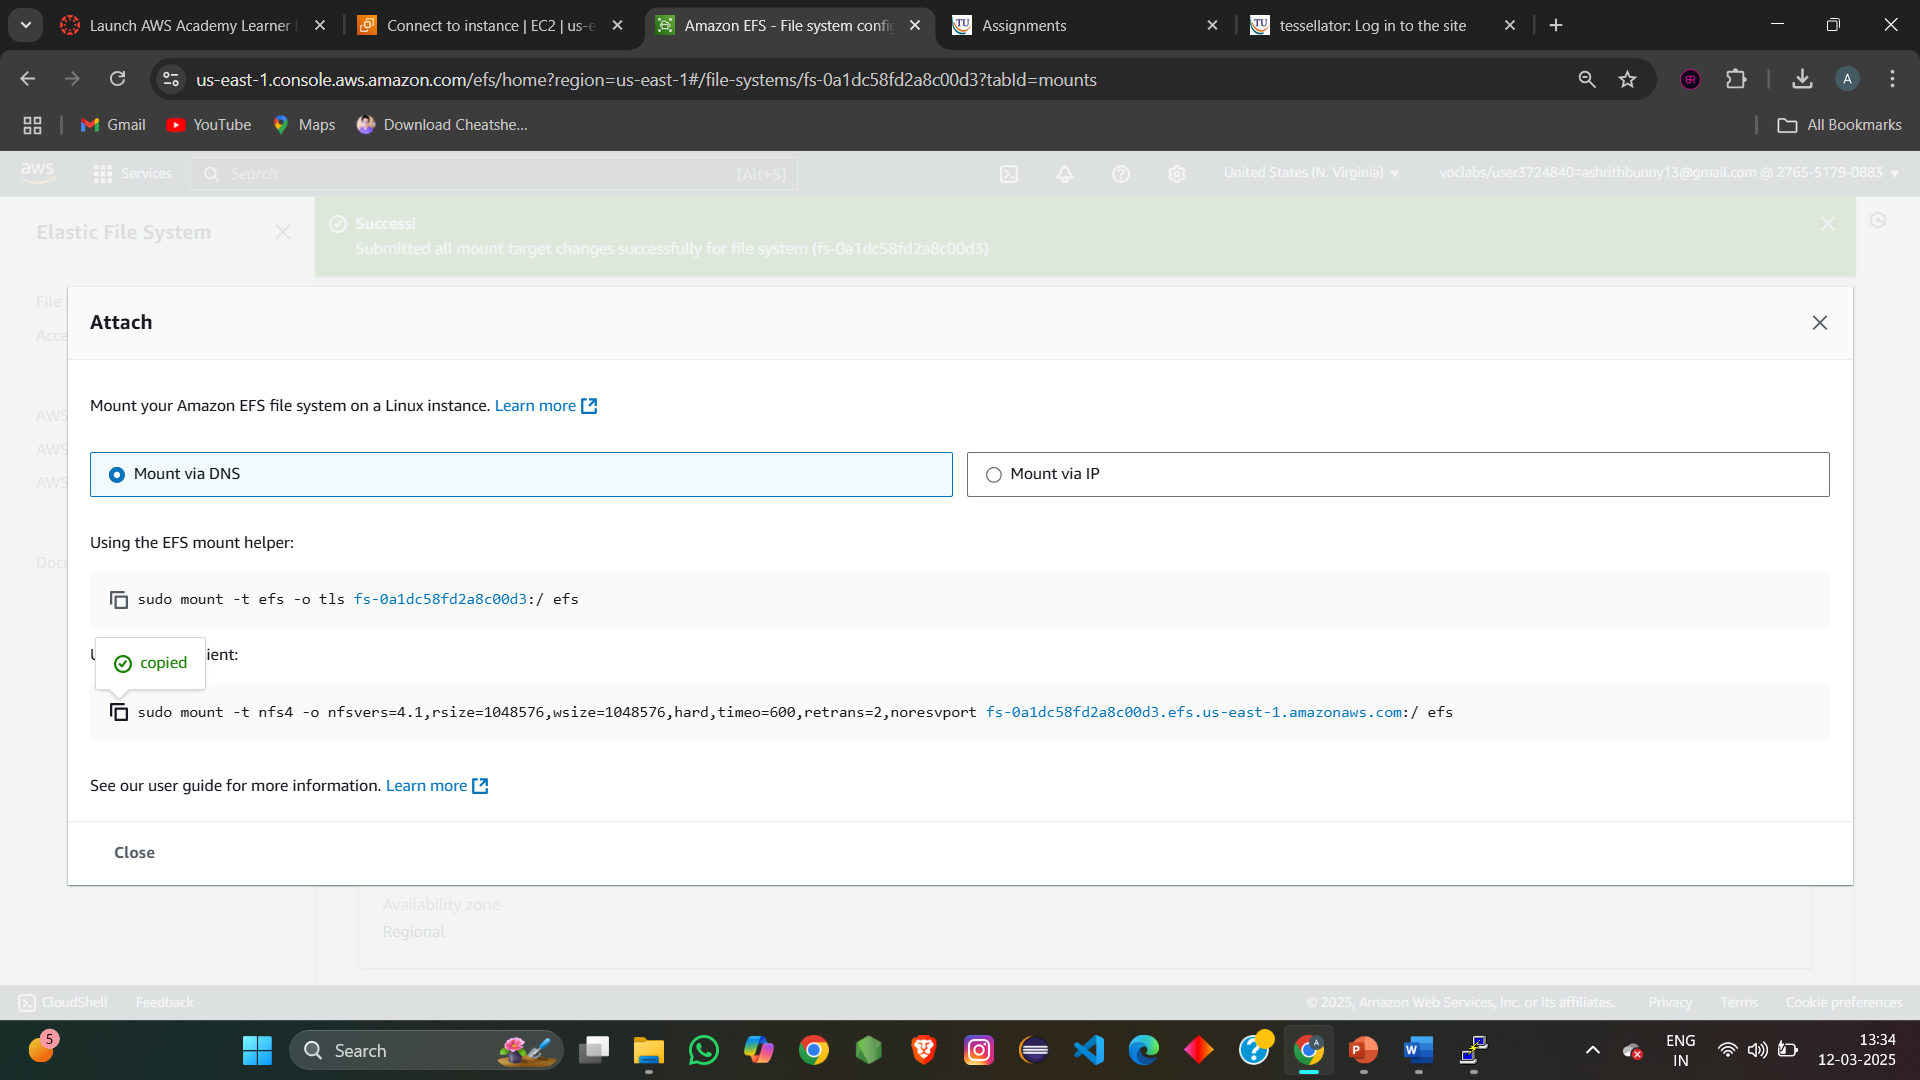 Launch AWS Academy Learner L
Connect to instance | EC2 | us-e
Amazon EFS - File system config
Assignments
tessellator: Log in to the site
us-east-1.console.aws.amazon.com/efs/home?region=us-east-1#/file-systems/fs-0a1dc58fd2a8c00d3?tabId=mounts
A
Gmail
YouTube
Maps
Download Cheatshe...
All Bookmarks
aws
Services
Search
[Alt+S]
United States (N. Virginia)
voclabs/user3724840=ashrithbunny13@gmail.com @ 2765-5179-0883
Elastic File System
Success!
Submitted all mount target changes successfully for file system (fs-0a1dc58fd2a8c00d3)
File
Acce
AWS
AWS
AWS
Docu
Attach
Mount your Amazon EFS file system on a Linux instance. Learn more
Mount via DNS
Mount via IP
Using the EFS mount helper:
sudo mount -t efs -o tls fs-0a1dc58fd2a8c00d3:/ efs
copied
ient:
sudo mount -t nfs4 -o nfsvers=4.1,rsize=1048576,wsize=1048576,hard,timeo=600,retrans=2,noresvport fs-0a1dc58fd2a8c00d3.efs.us-east-1.amazonaws.com:/ efs
See our user guide for more information. Learn more
Close
Availability zone
Regional
CloudShell
Feedback
© 2025, Amazon Web Services, Inc. or its affiliates.
Privacy
Terms
Cookie preferences
5
Search
ENG
IN
13:34
12-03-2025